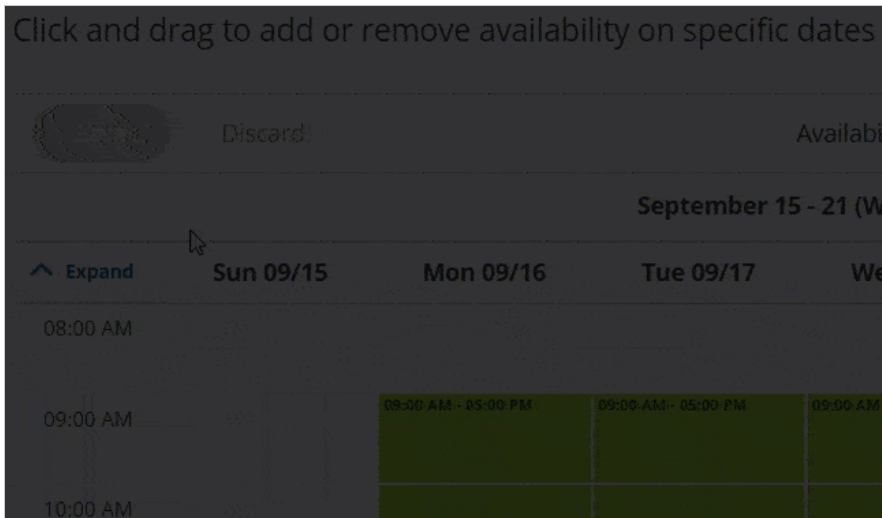 Click and drag to add or remove availability on specific dates
Discard
Availabi
September 15 - 21 (W
Expand Sun 09/15 Mon 09/16 Tue 09/17 We
08:00 AM
09:00 AM - 05:00 PM 09:00 AM - 05:00 PM 09:00 AM
09:00 AM
10:00 AM